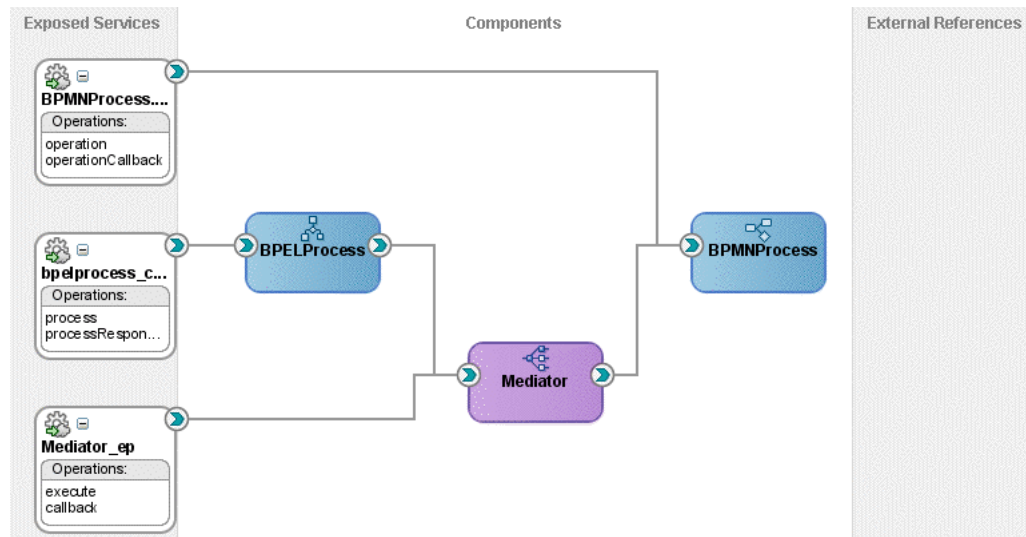 Exposed Services
Components
External References
BPMNProcess....
Operations:
operation
operationCallback
bpelprocess_c...
Operations:
process
processRespon...
BPELProcess
BPMNProcess
Mediator
Mediator_ep
Operations:
execute
callback